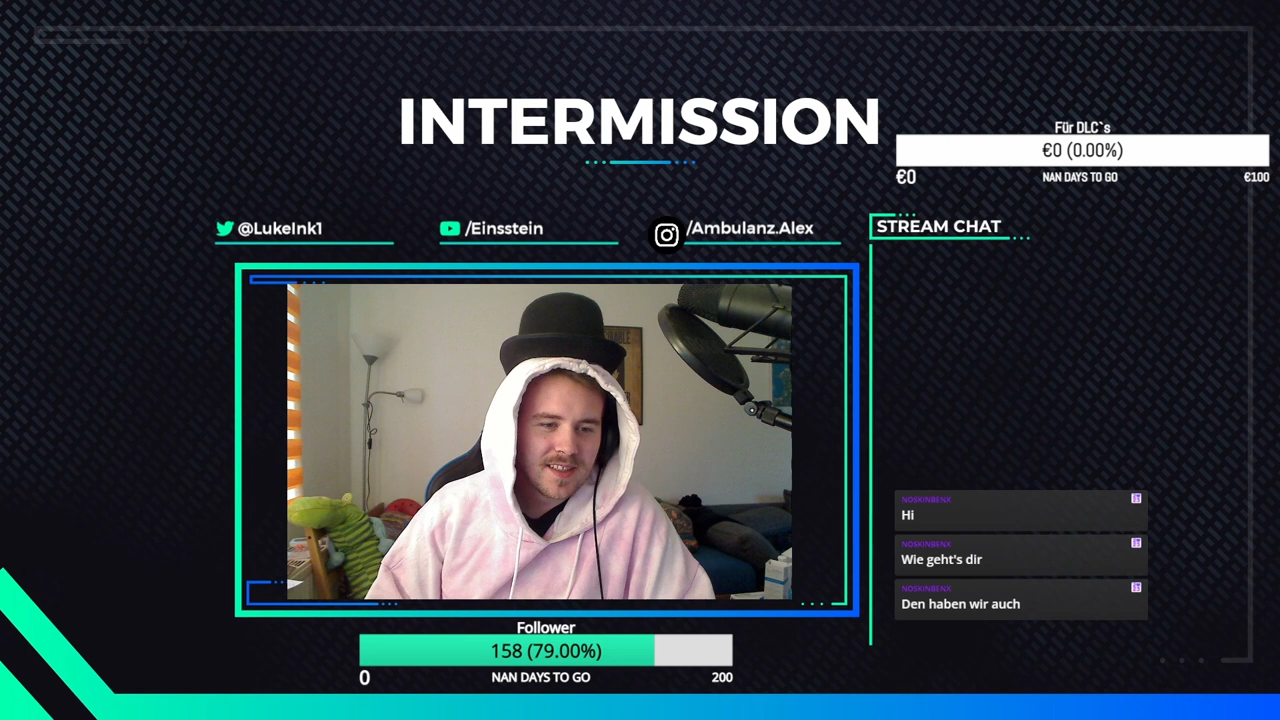 INTERMISSION
Für DLC`s
€0 (0.00%)
€0 NAN DAYS TO GO €100
@LukeInk1 /Einsstein /Ambulanz.Alex
STREAM CHAT
NOSKINBENX
Hi
NOSKINBENX
Wie geht's dir
NOSKINBENX
Den haben wir auch
Follower
158 (79.00%)
0 NAN DAYS TO GO 200